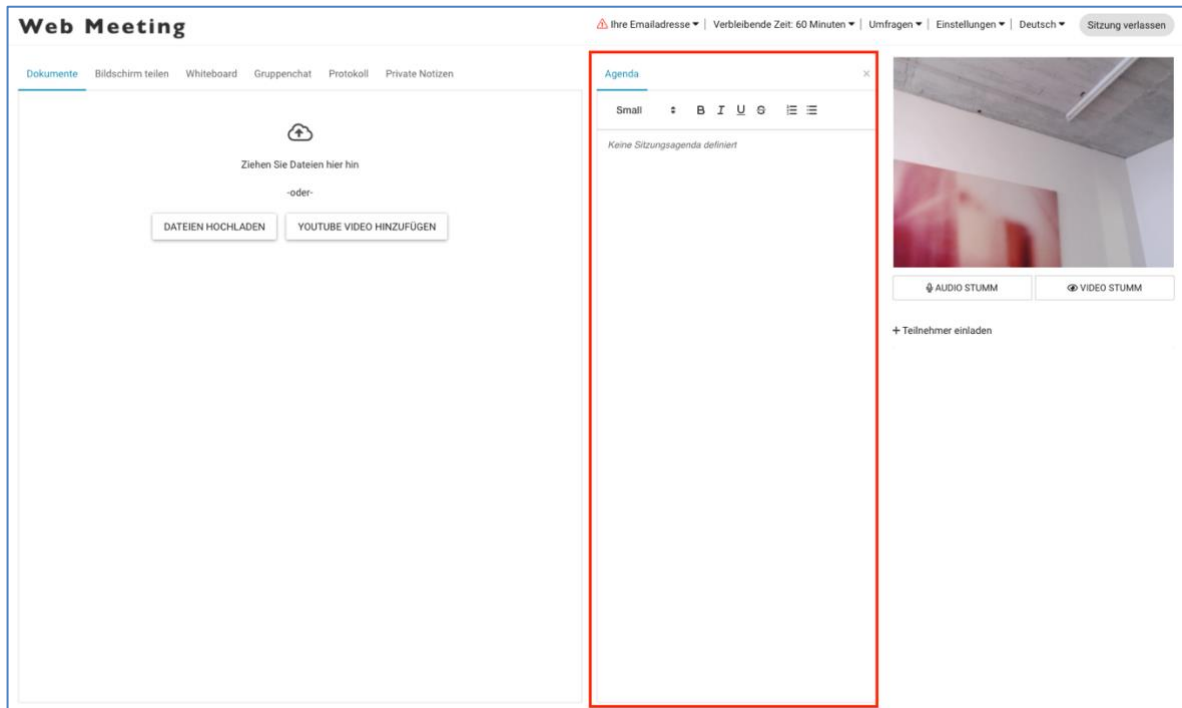 Web Meeting
Ihre Emailadresse | Verbleibende Zeit: 60 Minuten | Umfragen | Einstellungen | Deutsch Sitzung verlassen
Dokumente Bildschirm teilen Whiteboard Gruppenchat Protokoll Private Notizen
Ziehen Sie Dateien hier hin
-oder-
DATEIEN HOCHLADEN YOUTUBE VIDEO HINZUFÜGEN
Agenda ×
Small B I U S
Keine Sitzungsagenda definiert
AUDIO STUMM VIDEO STUMM
+ Teilnehmer einladen